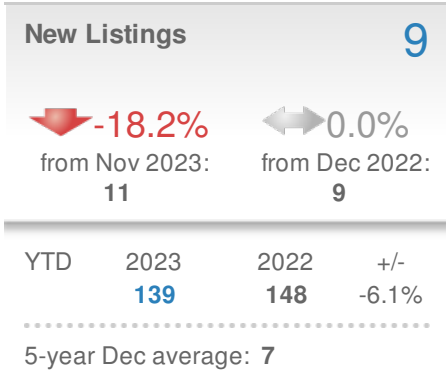 New Listings 9
-18.2% 0.0%
from Nov 2023: from Dec 2022:
11 9
YTD 2023 2022 +/-
139 148 -6.1%
5-year Dec average: 7